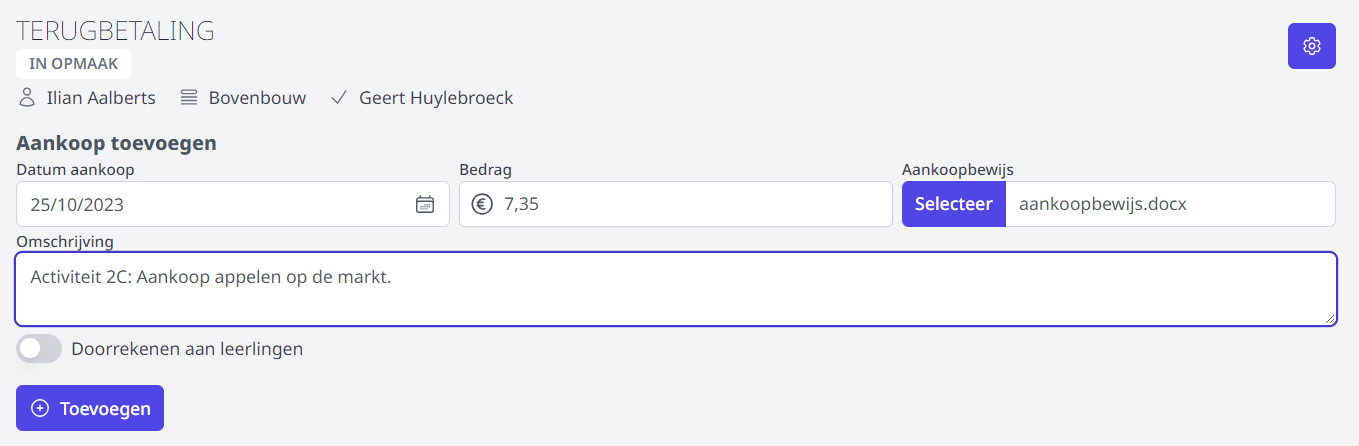 TERUGBETALING
IN OPMAAK
Ilian Aalberts Bovenbouw Geert Huylebroeck
Aankoop toevoegen
Datum aankoop Bedrag Aankoopbewijs
25/10/2023 € 7,35 Selecteer aankoopbewijs.docx
Omschrijving
Activiteit 2C: Aankoop appelen op de markt.
Doorrekenen aan leerlingen
Toevoegen